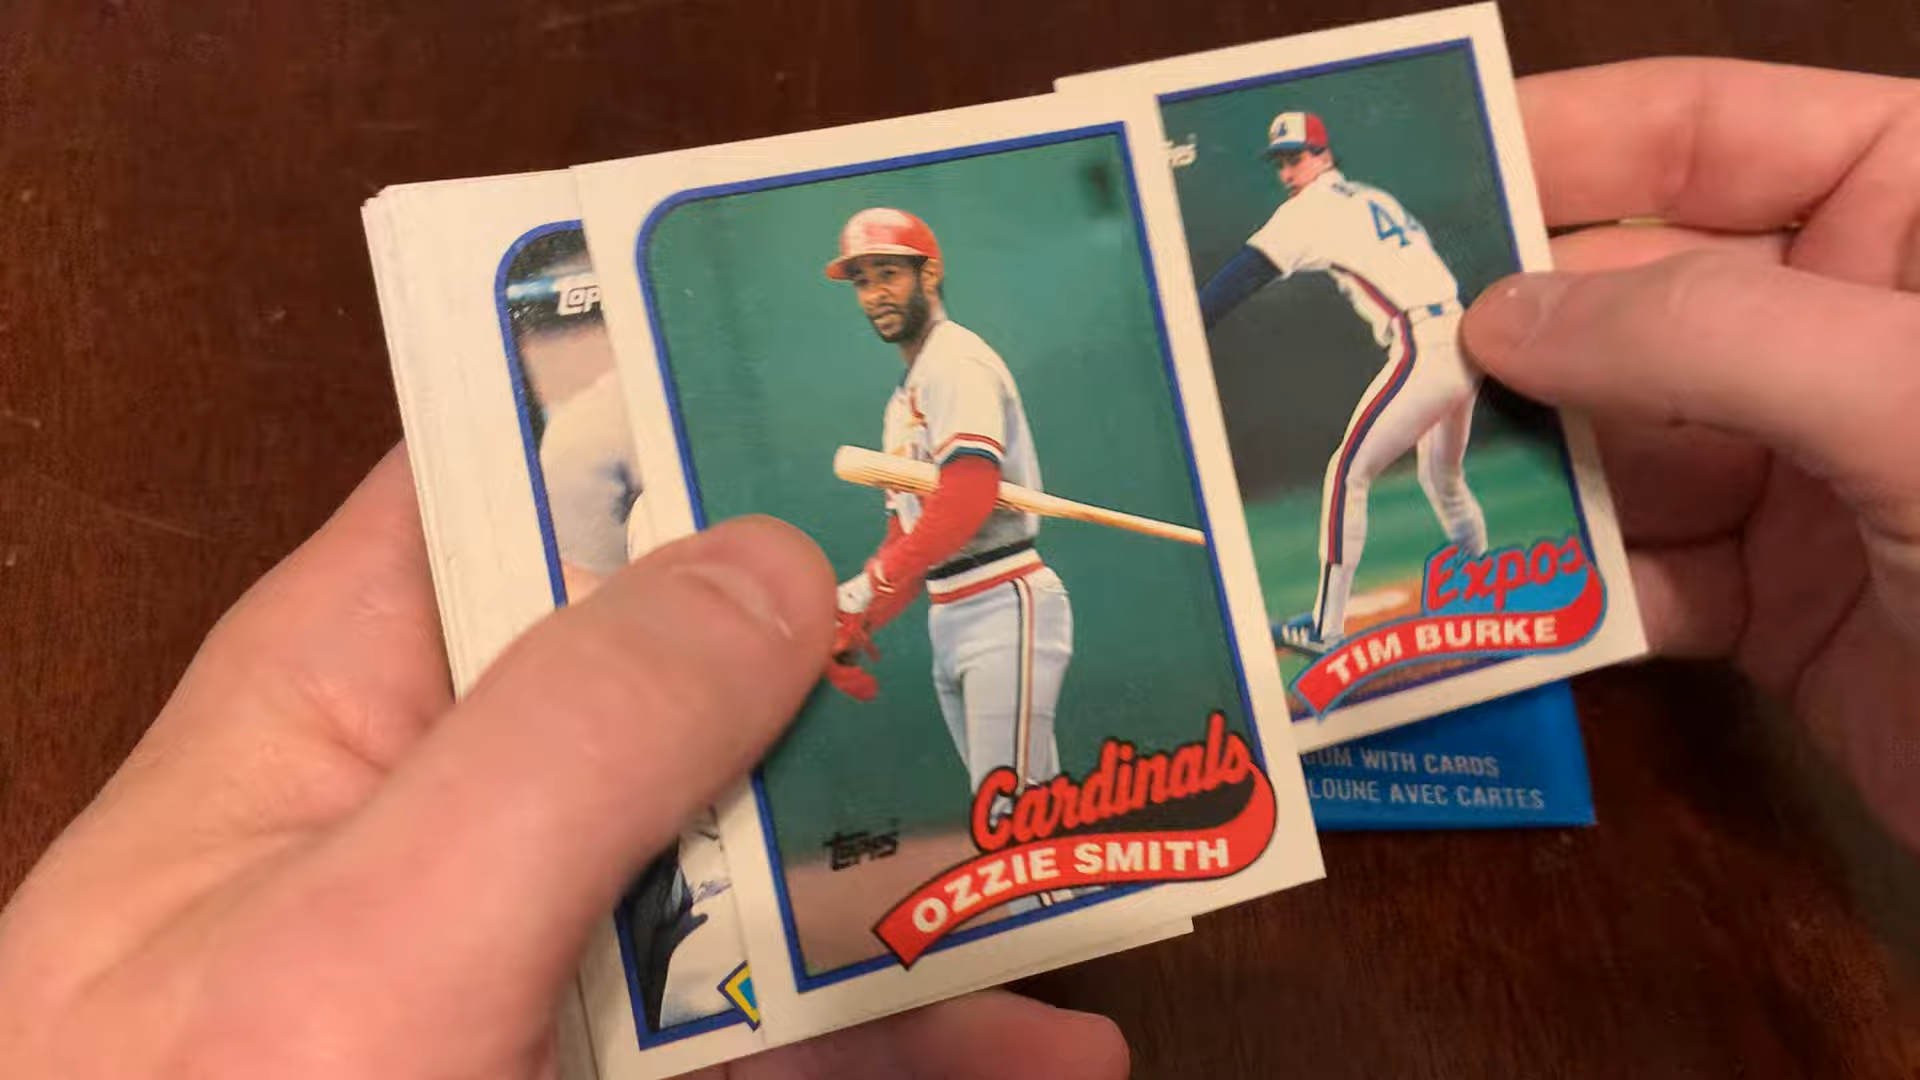 Topps
44
Expos
TIM BURKE
Cardinals
OZZIE SMITH
GUM WITH CARDS
LOUNE AVEC CARTES